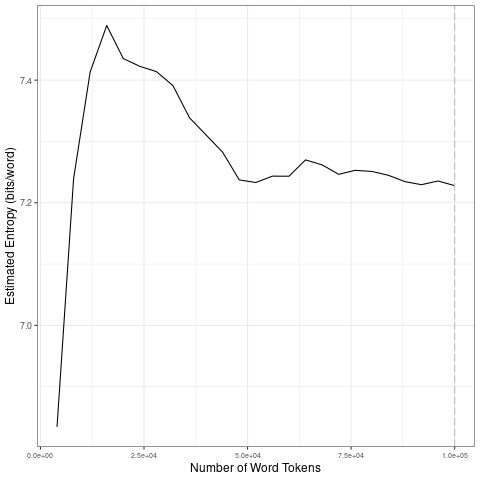 Estimated Entropy (bits/word)
7.4
7.2
7.0
0.0e+00 2.5e+04 5.0e+04 7.5e+04 1.0e+05
Number of Word Tokens